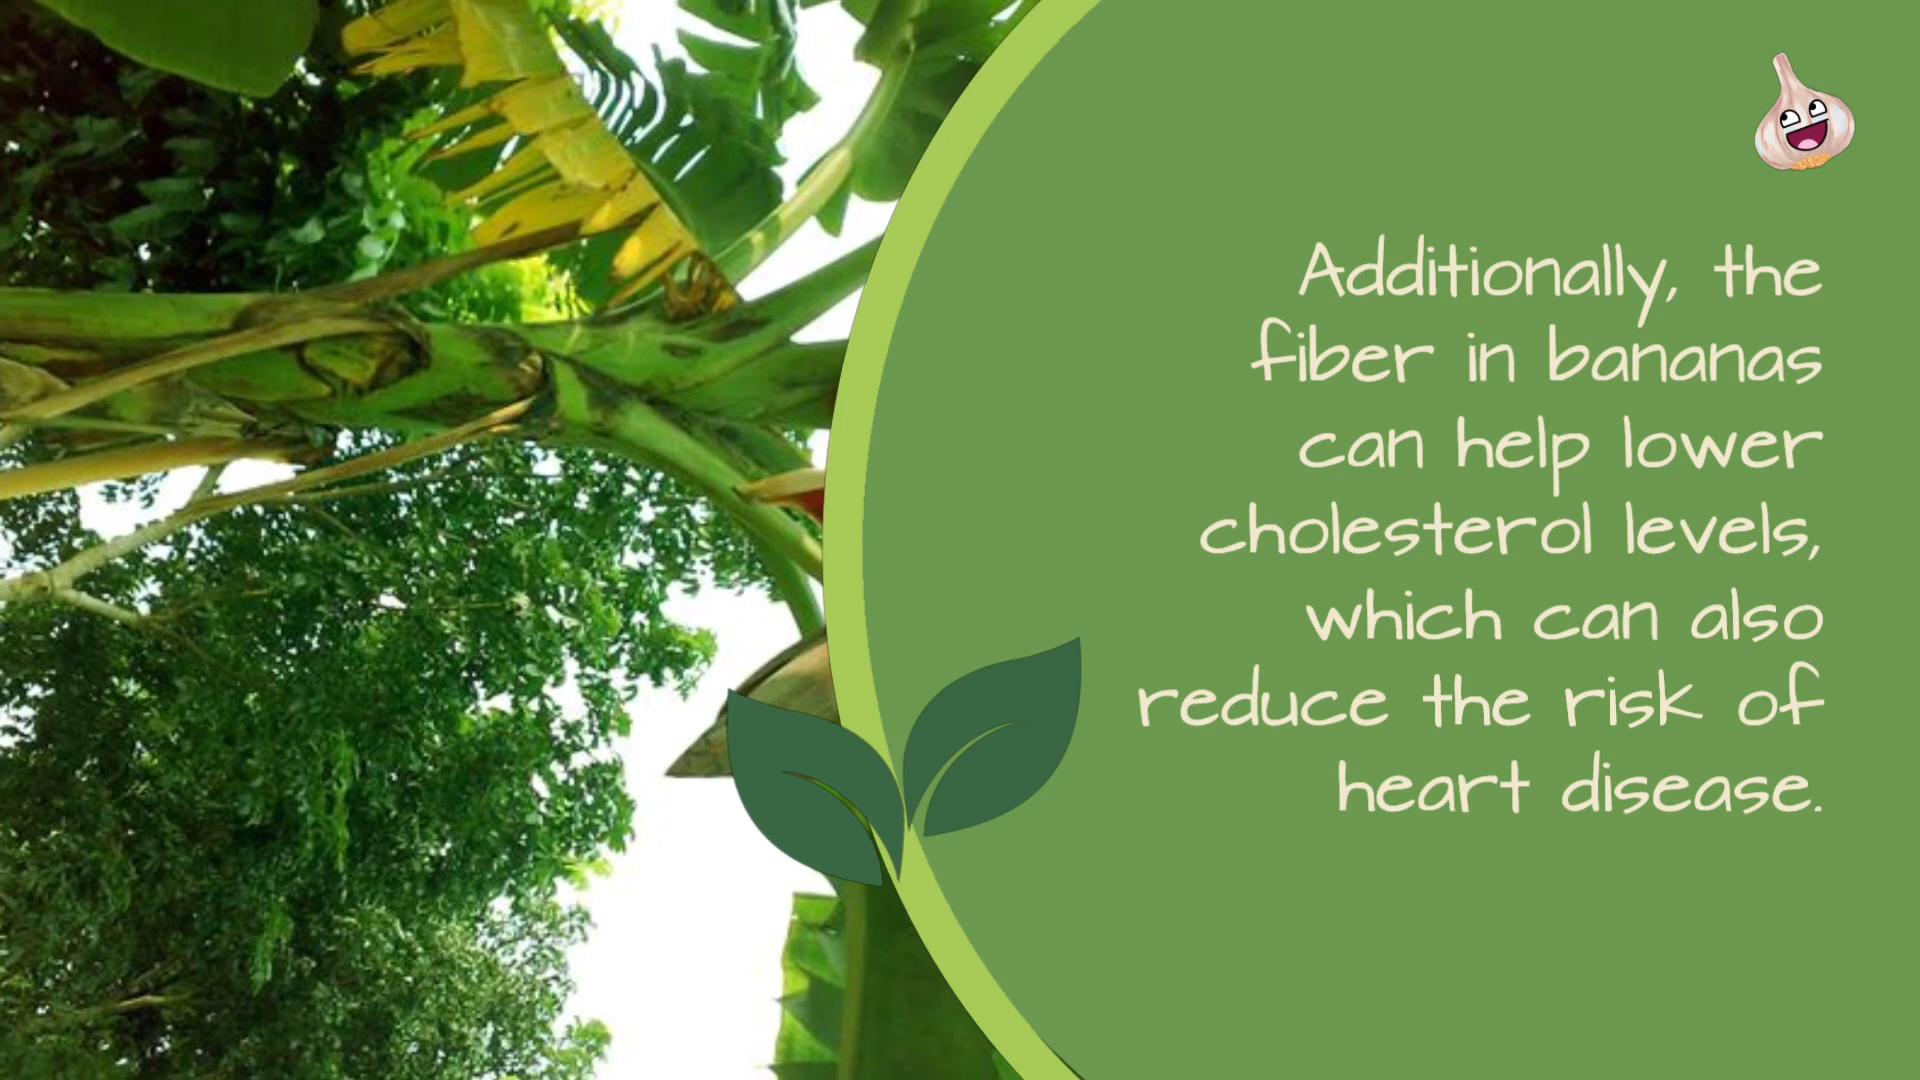 Additionally, the
fiber in bananas
can help lower
cholesterol levels,
which can also
reduce the risk of
heart disease.